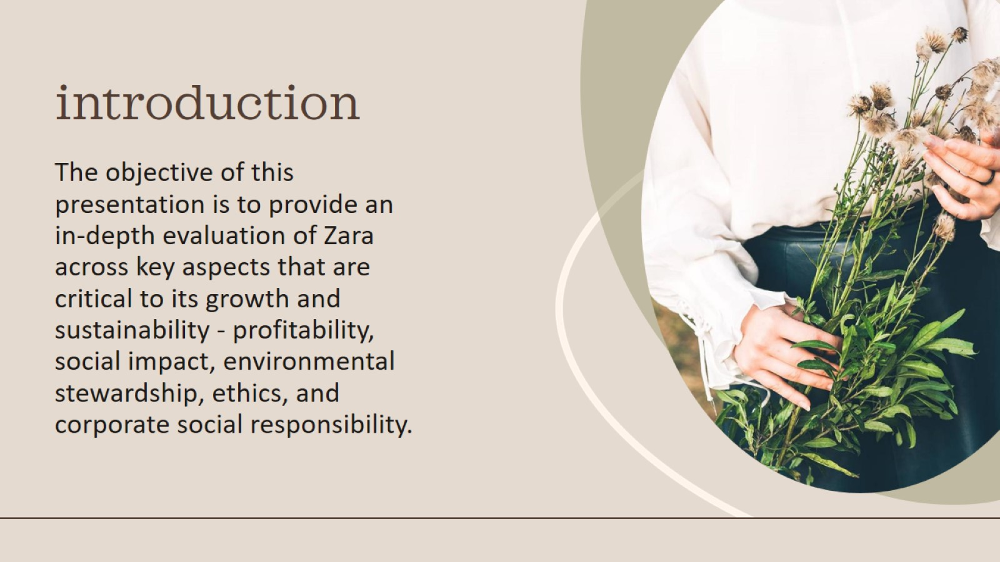 introduction
The objective of this
presentation is to provide an
in-depth evaluation of Zara
across key aspects that are
critical to its growth and
sustainability - profitability,
social impact, environmental
stewardship, ethics, and
corporate social responsibility.